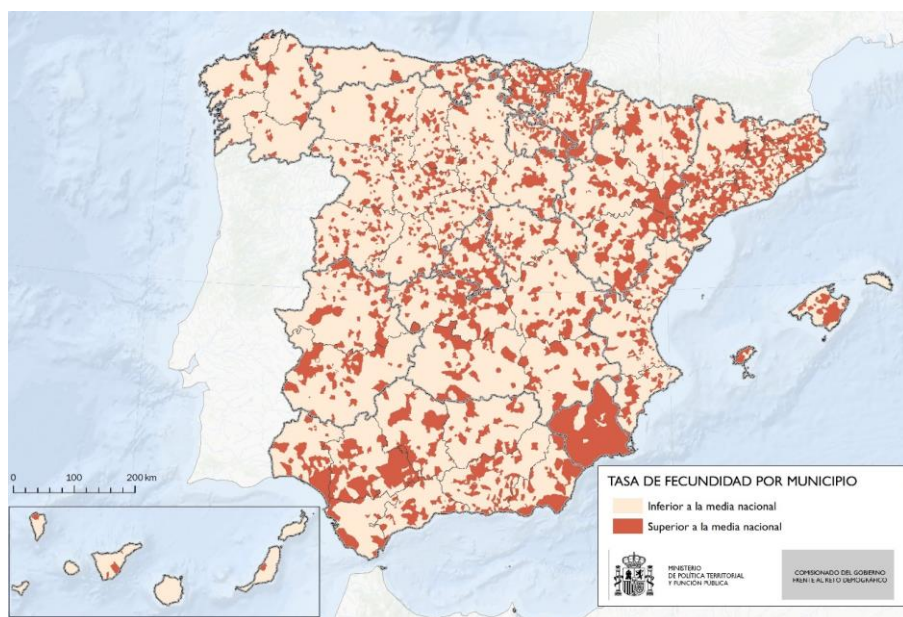 0 100 200 km
TASA DE FECUNDIDAD POR MUNICIPIO
Inferior a la media nacional
Superior a la media nacional
MINISTERIO
DE POLÍTICA TERRITORIAL
Y FUNCIÓN PÚBLICA
COMISIONADO DEL GOBIERNO
FRENTE AL RETO DEMOGRÁFICO